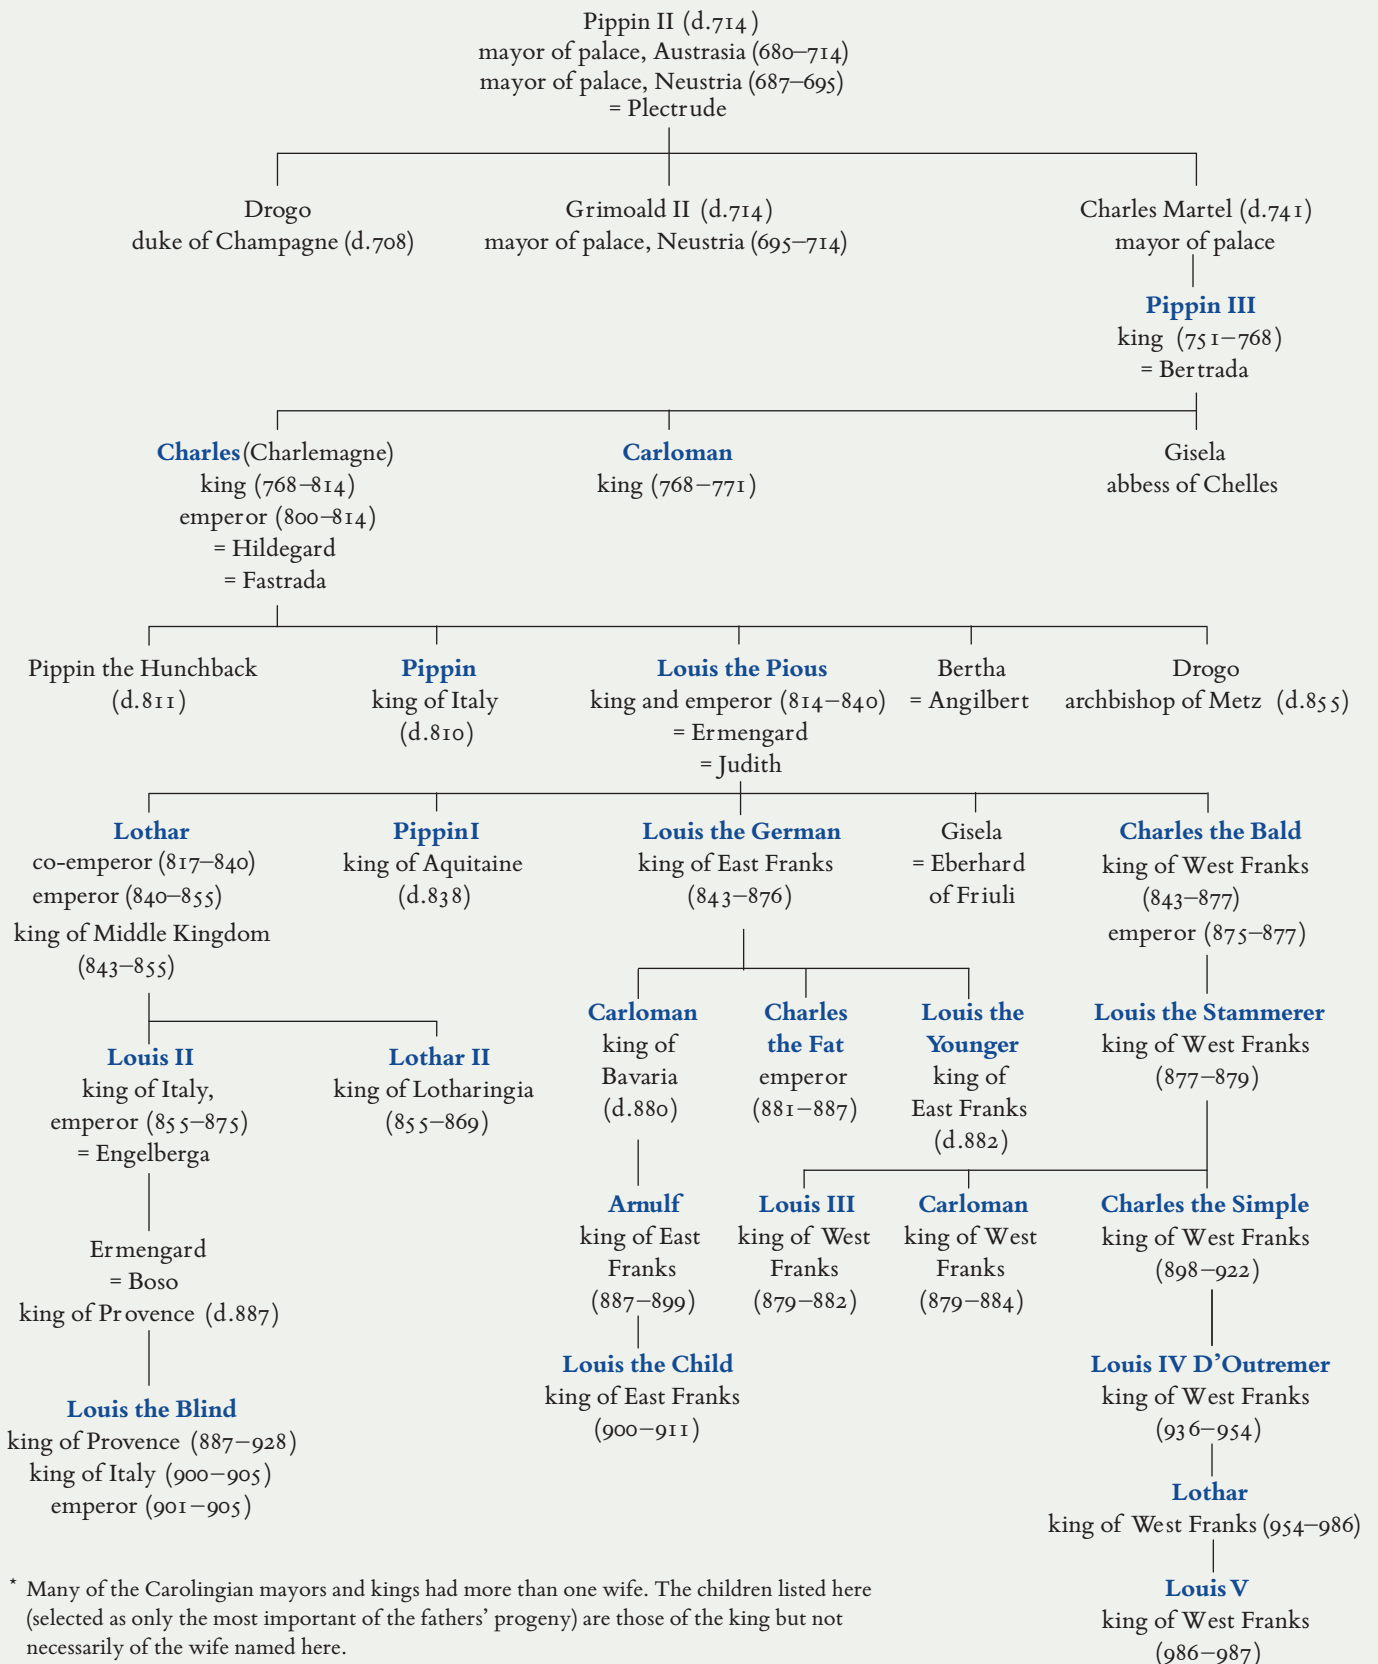 Pippin II (d.714)
mayor of palace, Austrasia (680–714)
mayor of palace, Neustria (687–695)
= Plectrude
Drogo
duke of Champagne (d.708)
Grimoald II (d.714)
mayor of palace, Neustria (695–714)
Charles Martel (d.741)
mayor of palace
Pippin III
king (751–768)
= Bertrada
Charles (Charlemagne)
king (768–814)
emperor (800–814)
= Hildegard
= Fastrada
Carloman
king (768–771)
Gisela
abbess of Chelles
Pippin the Hunchback
(d.811)
Pippin
king of Italy
(d.810)
Louis the Pious
king and emperor (814–840)
= Ermengard
= Judith
Bertha
= Angilbert
Drogo
archbishop of Metz (d.855)
Lothar
co-emperor (817–840)
emperor (840–855)
king of Middle Kingdom
(843–855)
Pippin I
king of Aquitaine
(d.838)
Louis the German
king of East Franks
(843–876)
Gisela
= Eberhard
of Friuli
Charles the Bald
king of West Franks
(843–877)
emperor (875–877)
Louis II
king of Italy,
emperor (855–875)
= Engelberga
Lothar II
king of Lotharingia
(855–869)
Carloman
king of
Bavaria
(d.880)
Charles
the Fat
emperor
(881–887)
Louis the
Younger
king of
East Franks
(d.882)
Louis the Stammerer
king of West Franks
(877–879)
Ermengard
= Boso
king of Provence (d.887)
Arnulf
king of East
Franks
(887–899)
Louis III
king of West
Franks
(879–882)
Carloman
king of West
Franks
(879–884)
Charles the Simple
king of West Franks
(898–922)
Louis the Blind
king of Provence (887–928)
king of Italy (900–905)
emperor (901–905)
Louis the Child
king of East Franks
(900–911)
Louis IV D’Outremer
king of West Franks
(936–954)
Lothar
king of West Franks (954–986)
Louis V
king of West Franks
(986–987)
* Many of the Carolingian mayors and kings had more than one wife. The children listed here
(selected as only the most important of the fathers’ progeny) are those of the king but not
necessarily of the wife named here.